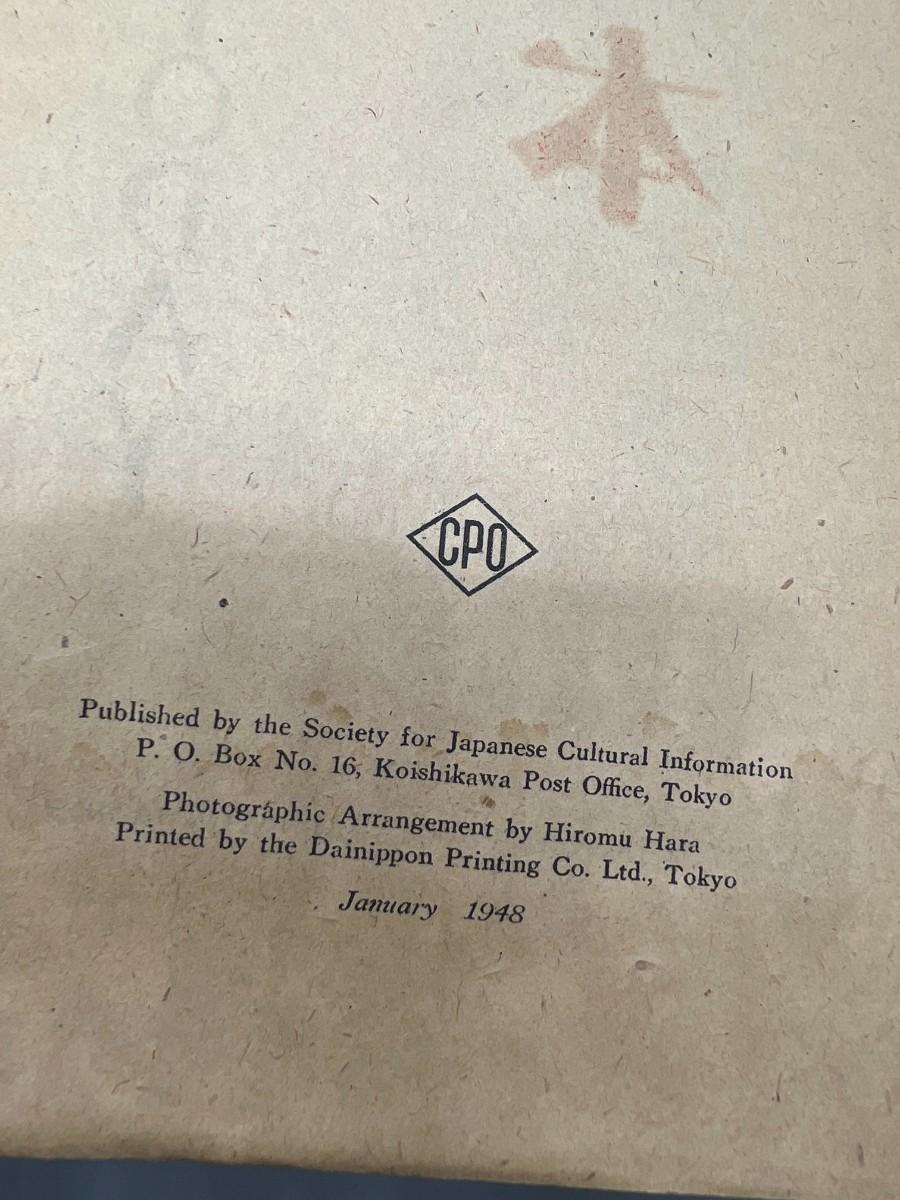 本
CPO
Published by the Society for Japanese Cultural Information
P. O. Box No. 16, Koishikawa Post Office, Tokyo
Photographic Arrangement by Hiromu Hara
Printed by the Dainippon Printing Co. Ltd., Tokyo
January 1948